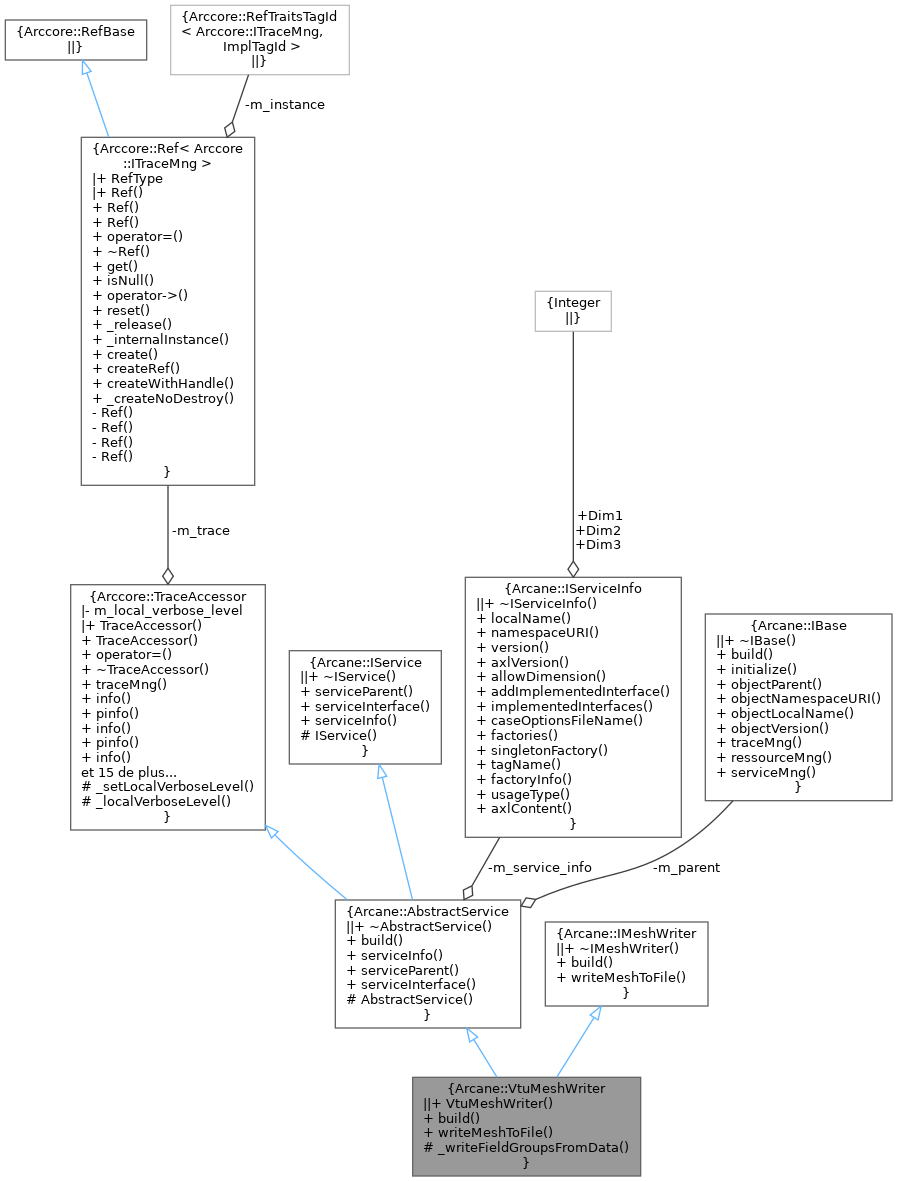 {Arccore::RefBase
||}
{Arccore::RefTraitsTagId
< Arccore::ITraceMng,
ImplTagId >
||}
-m_instance
{Arccore::Ref< Arccore
::ITraceMng >
|+ RefType
|+ Ref()
+ Ref()
+ Ref()
+ operator=()
+ ~Ref()
+ get()
+ isNull()
+ operator->()
+ reset()
+ _release()
+ _internalInstance()
+ create()
+ createRef()
+ createWithHandle()
+ _createNoDestroy()
- Ref()
- Ref()
- Ref()
- Ref()
}
{Integer
||}
-m_trace
+Dim1
+Dim2
+Dim3
{Arccore::TraceAccessor
|- m_local_verbose_level
|+ TraceAccessor()
+ TraceAccessor()
+ operator=()
+ ~TraceAccessor()
+ traceMng()
+ info()
+ pinfo()
+ info()
+ pinfo()
+ info()
et 15 de plus...
# _setLocalVerboseLevel()
# _localVerboseLevel()
}
{Arcane::IService
||+ ~IService()
+ serviceParent()
+ serviceInterface()
+ serviceInfo()
# IService()
}
{Arcane::IServiceInfo
||+ ~IServiceInfo()
+ localName()
+ namespaceURI()
+ version()
+ axlVersion()
+ allowDimension()
+ addImplementedInterface()
+ implementedInterfaces()
+ caseOptionsFileName()
+ factories()
+ singletonFactory()
+ tagName()
+ factoryInfo()
+ usageType()
+ axlContent()
}
{Arcane::IBase
||+ ~IBase()
+ build()
+ initialize()
+ objectParent()
+ objectNamespaceURI()
+ objectLocalName()
+ objectVersion()
+ traceMng()
+ ressourceMng()
+ serviceMng()
}
-m_service_info
-m_parent
{Arcane::AbstractService
||+ ~AbstractService()
+ build()
+ serviceInfo()
+ serviceParent()
+ serviceInterface()
# AbstractService()
}
{Arcane::IMeshWriter
||+ ~IMeshWriter()
+ build()
+ writeMeshToFile()
}
{Arcane::VtuMeshWriter
||+ VtuMeshWriter()
+ build()
+ writeMeshToFile()
# _writeFieldGroupsFromData()
}